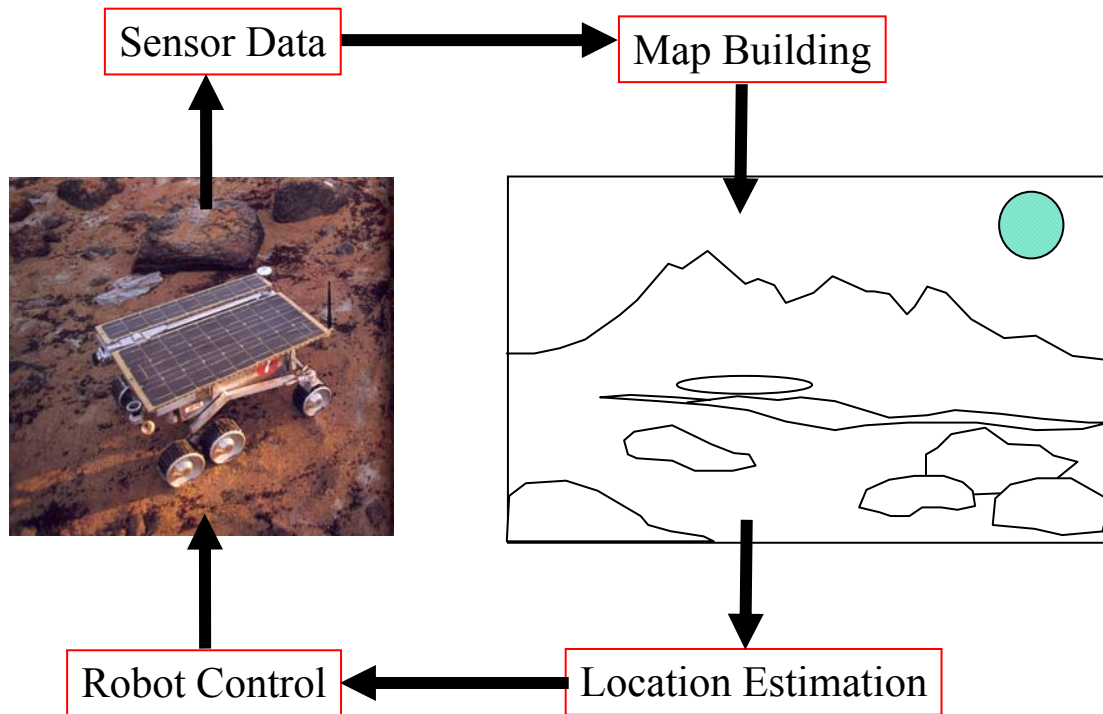 Sensor Data
Map Building
Robot Control
Location Estimation